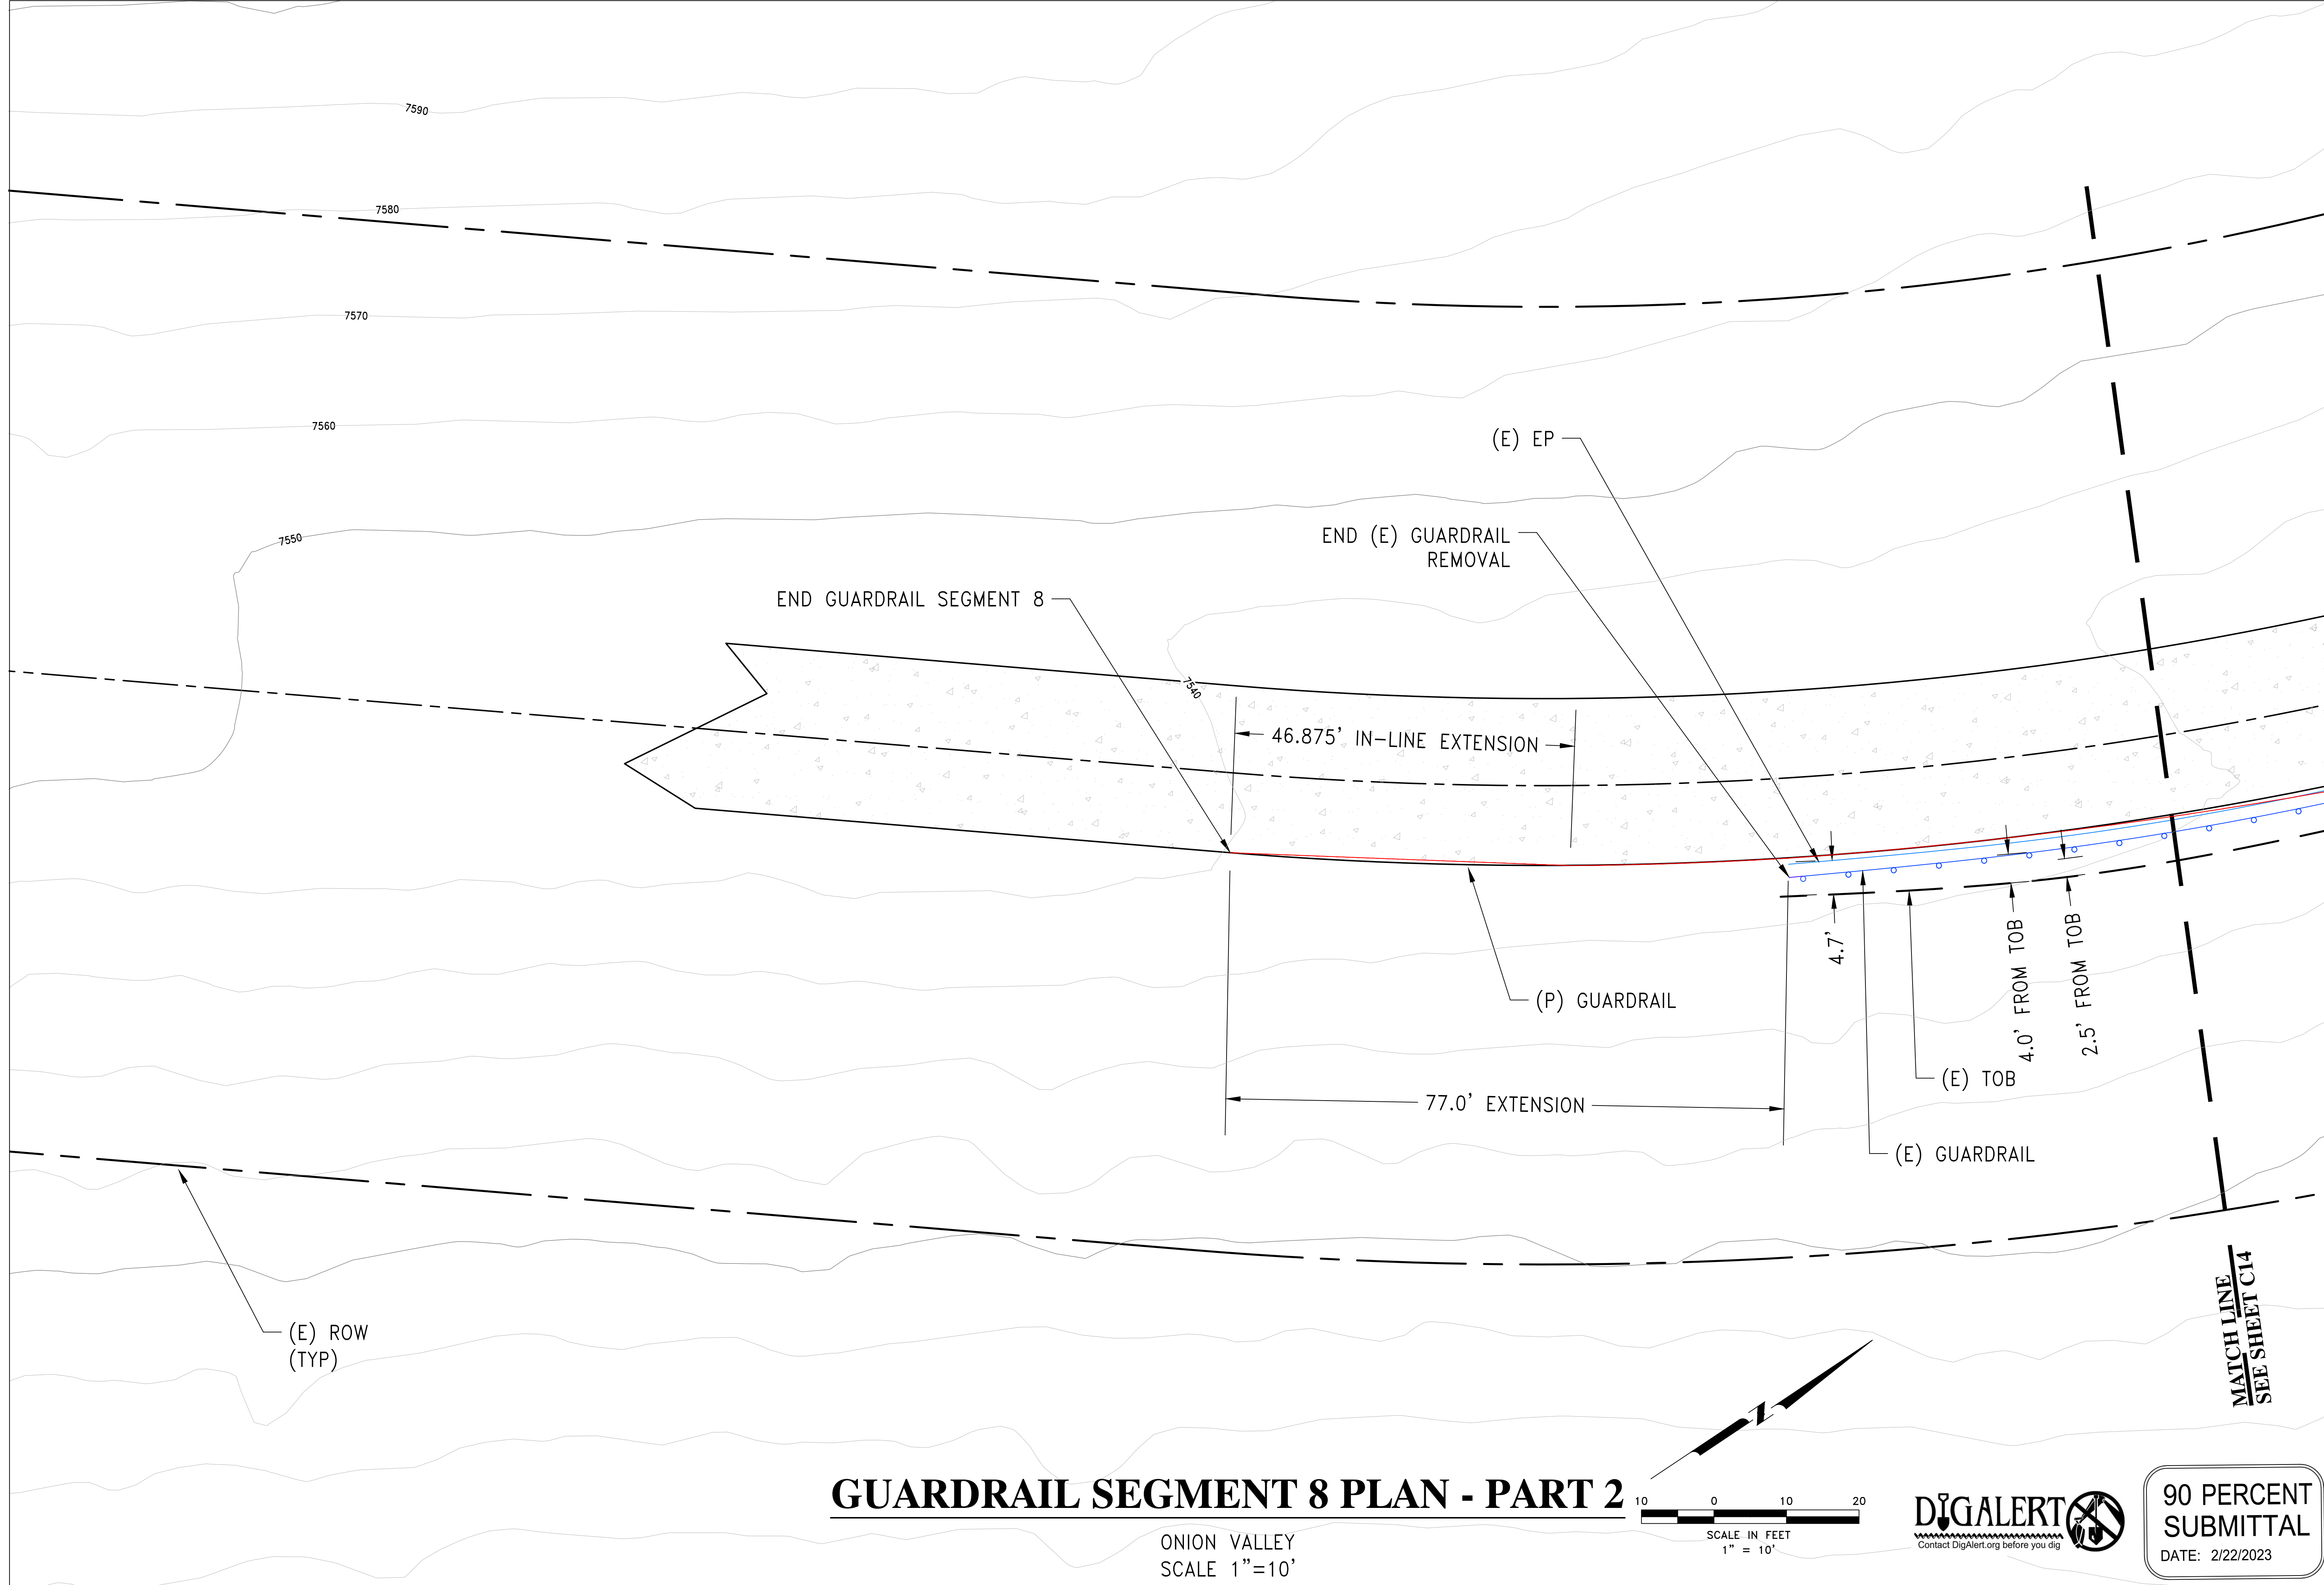 7590
7580
7570
7560
7550
7540
(E) EP
END (E) GUARDRAIL
REMOVAL
END GUARDRAIL SEGMENT 8
46.875' IN-LINE EXTENSION
4.7'
4.0' FROM TOB
2.5' FROM TOB
(P) GUARDRAIL
(E) TOB
77.0' EXTENSION
(E) GUARDRAIL
(E) ROW
(TYP)
MATCH LINE
SEE SHEET C14
GUARDRAIL SEGMENT 8 PLAN - PART 2
ONION VALLEY
SCALE 1"=10'
Z
10 0 10 20
SCALE IN FEET
1" = 10'
DIGALERT
Contact DigAlert.org before you dig
90 PERCENT
SUBMITTAL
DATE: 2/22/2023